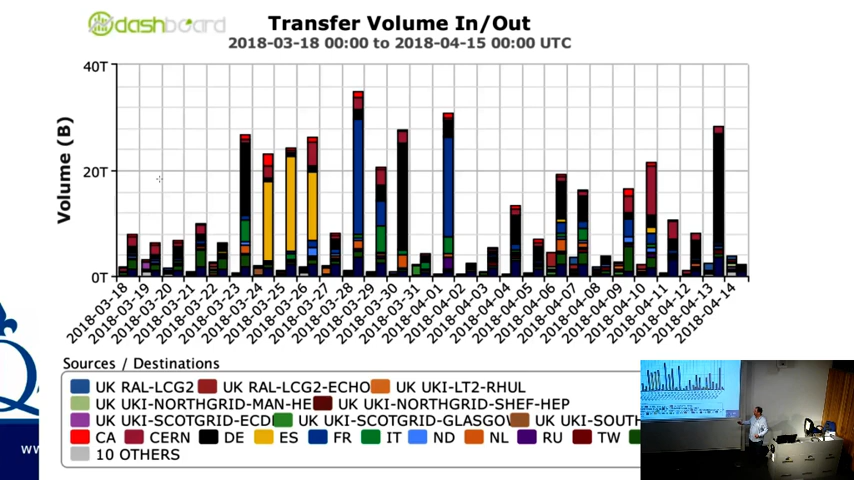 dashboard
Transfer Volume In/Out
2018-03-18 00:00 to 2018-04-15 00:00 UTC
Volume (B)
40T
20T
0T
2018-03-18
2018-03-19
2018-03-20
2018-03-21
2018-03-22
2018-03-23
2018-03-24
2018-03-25
2018-03-26
2018-03-27
2018-03-28
2018-03-29
2018-03-30
2018-03-31
2018-04-01
2018-04-02
2018-04-03
2018-04-04
2018-04-05
2018-04-06
2018-04-07
2018-04-08
2018-04-09
2018-04-10
2018-04-11
2018-04-12
2018-04-13
2018-04-14
Sources / Destinations
UK RAL-LCG2 UK RAL-LCG2-ECHO UK UKI-LT2-RHUL
UK UKI-NORTHGRID-MAN-HE UK UKI-NORTHGRID-SHEF-HEP
UK UKI-SCOTGRID-ECD UK UKI-SCOTGRID-GLASGOW UK UKI-SOUTH
CA CERN DE ES FR IT ND NL RU TW
10 OTHERS
ww